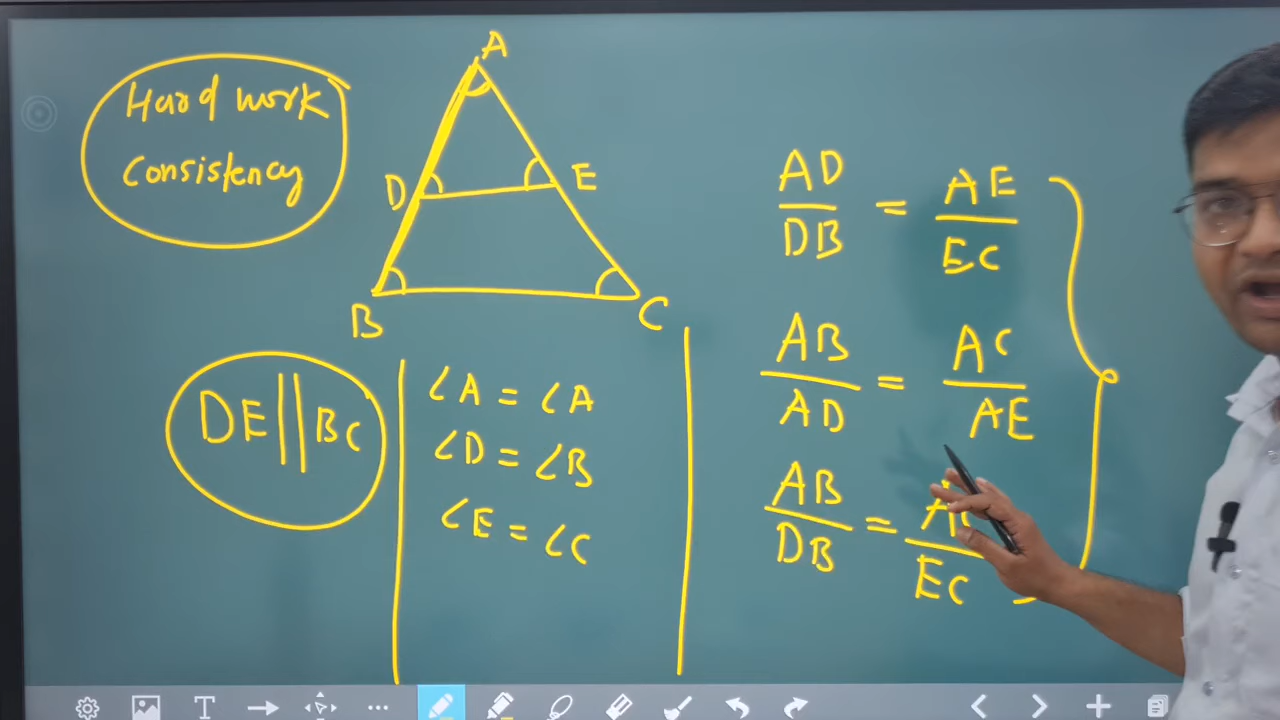 Hard work
Consistency
A
D
E
B
C
DE||BC
∠A = ∠A
∠D = ∠B
∠E = ∠C
AD/DB = AE/EC
AB/AD = AC/AE
AB/DB = A /EC
T